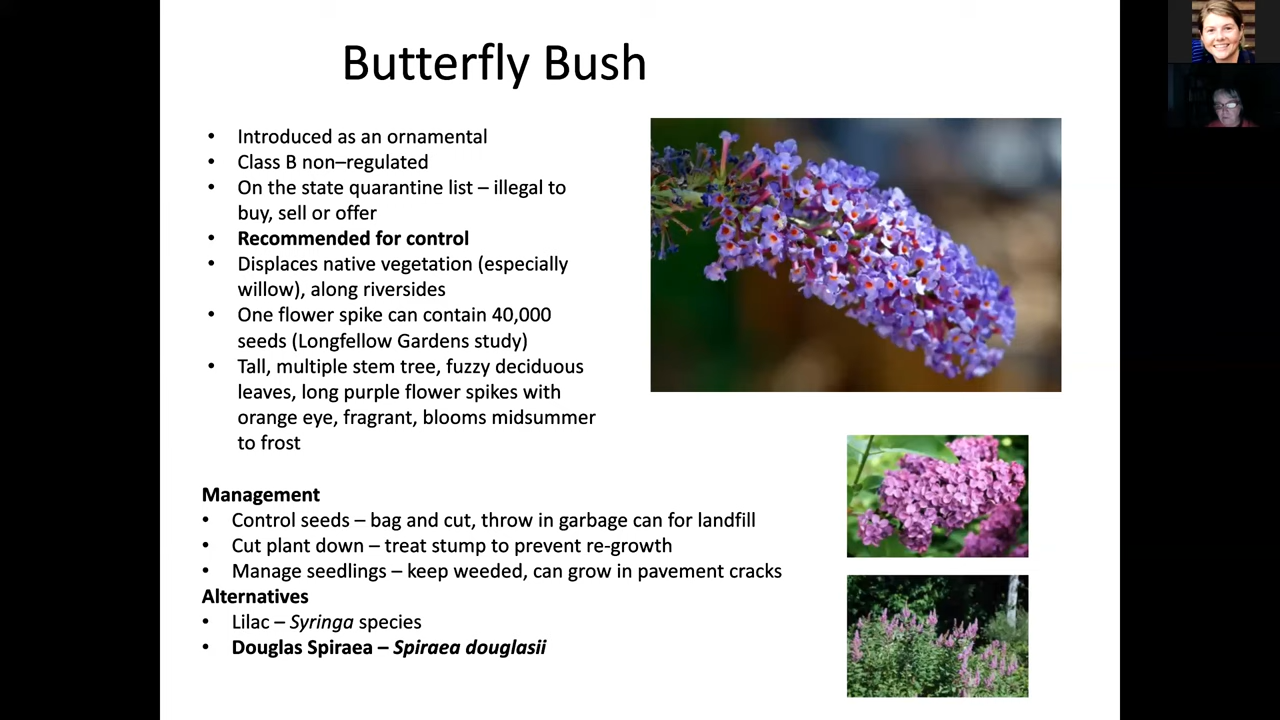 Butterfly Bush
• Introduced as an ornamental
• Class B non–regulated
• On the state quarantine list – illegal to
buy, sell or offer
• Recommended for control
• Displaces native vegetation (especially
willow), along riversides
• One flower spike can contain 40,000
seeds (Longfellow Gardens study)
• Tall, multiple stem tree, fuzzy deciduous
leaves, long purple flower spikes with
orange eye, fragrant, blooms midsummer
to frost
Management
• Control seeds – bag and cut, throw in garbage can for landfill
• Cut plant down – treat stump to prevent re-growth
• Manage seedlings – keep weeded, can grow in pavement cracks
Alternatives
• Lilac – Syringa species
• Douglas Spiraea – Spiraea douglasii